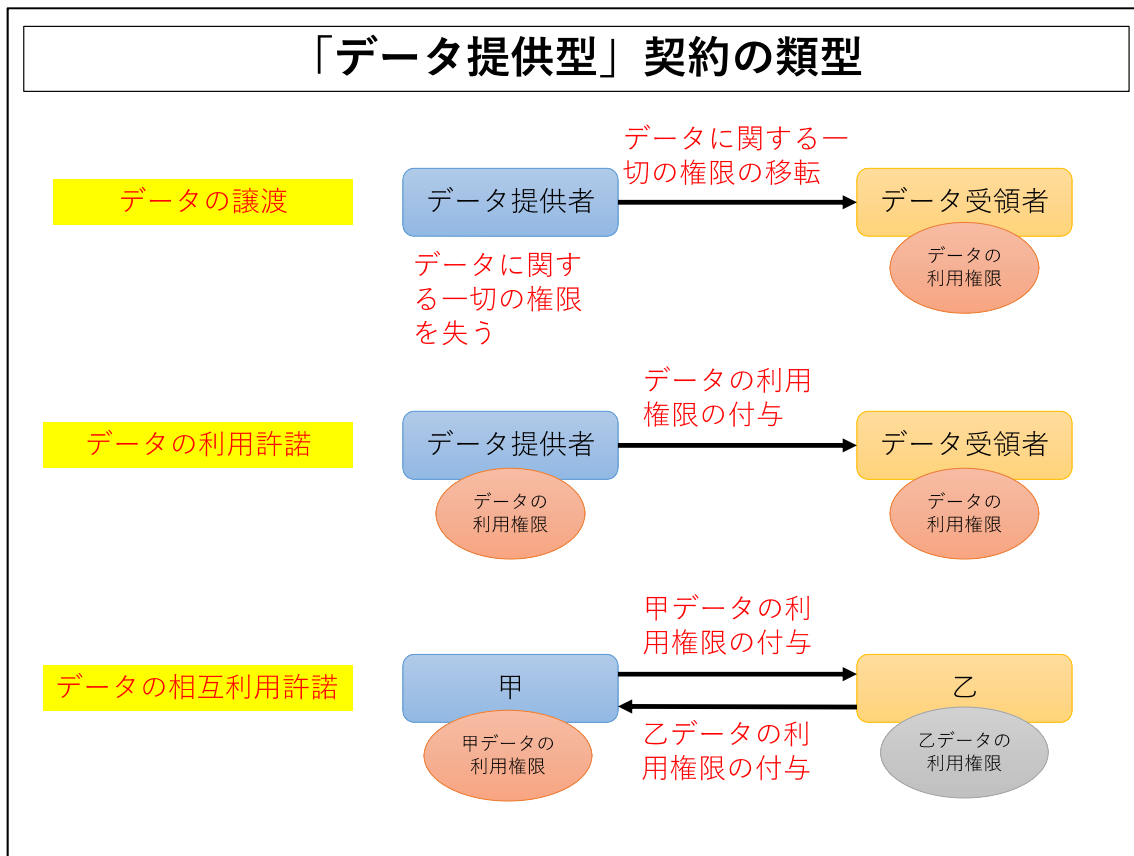 「データ提供型」契約の類型
データに関する一
切の権限の移転
データの譲渡
データ提供者
データ受領者
データの
利用権限
データに関す
る一切の権限
を失う
データの利用
権限の付与
データの利用許諾
データ提供者
データ受領者
データの
利用権限
データの
利用権限
甲データの利
用権限の付与
データの相互利用許諾
甲
乙
乙データの利
用権限の付与
甲データの
利用権限
乙データの
利用権限